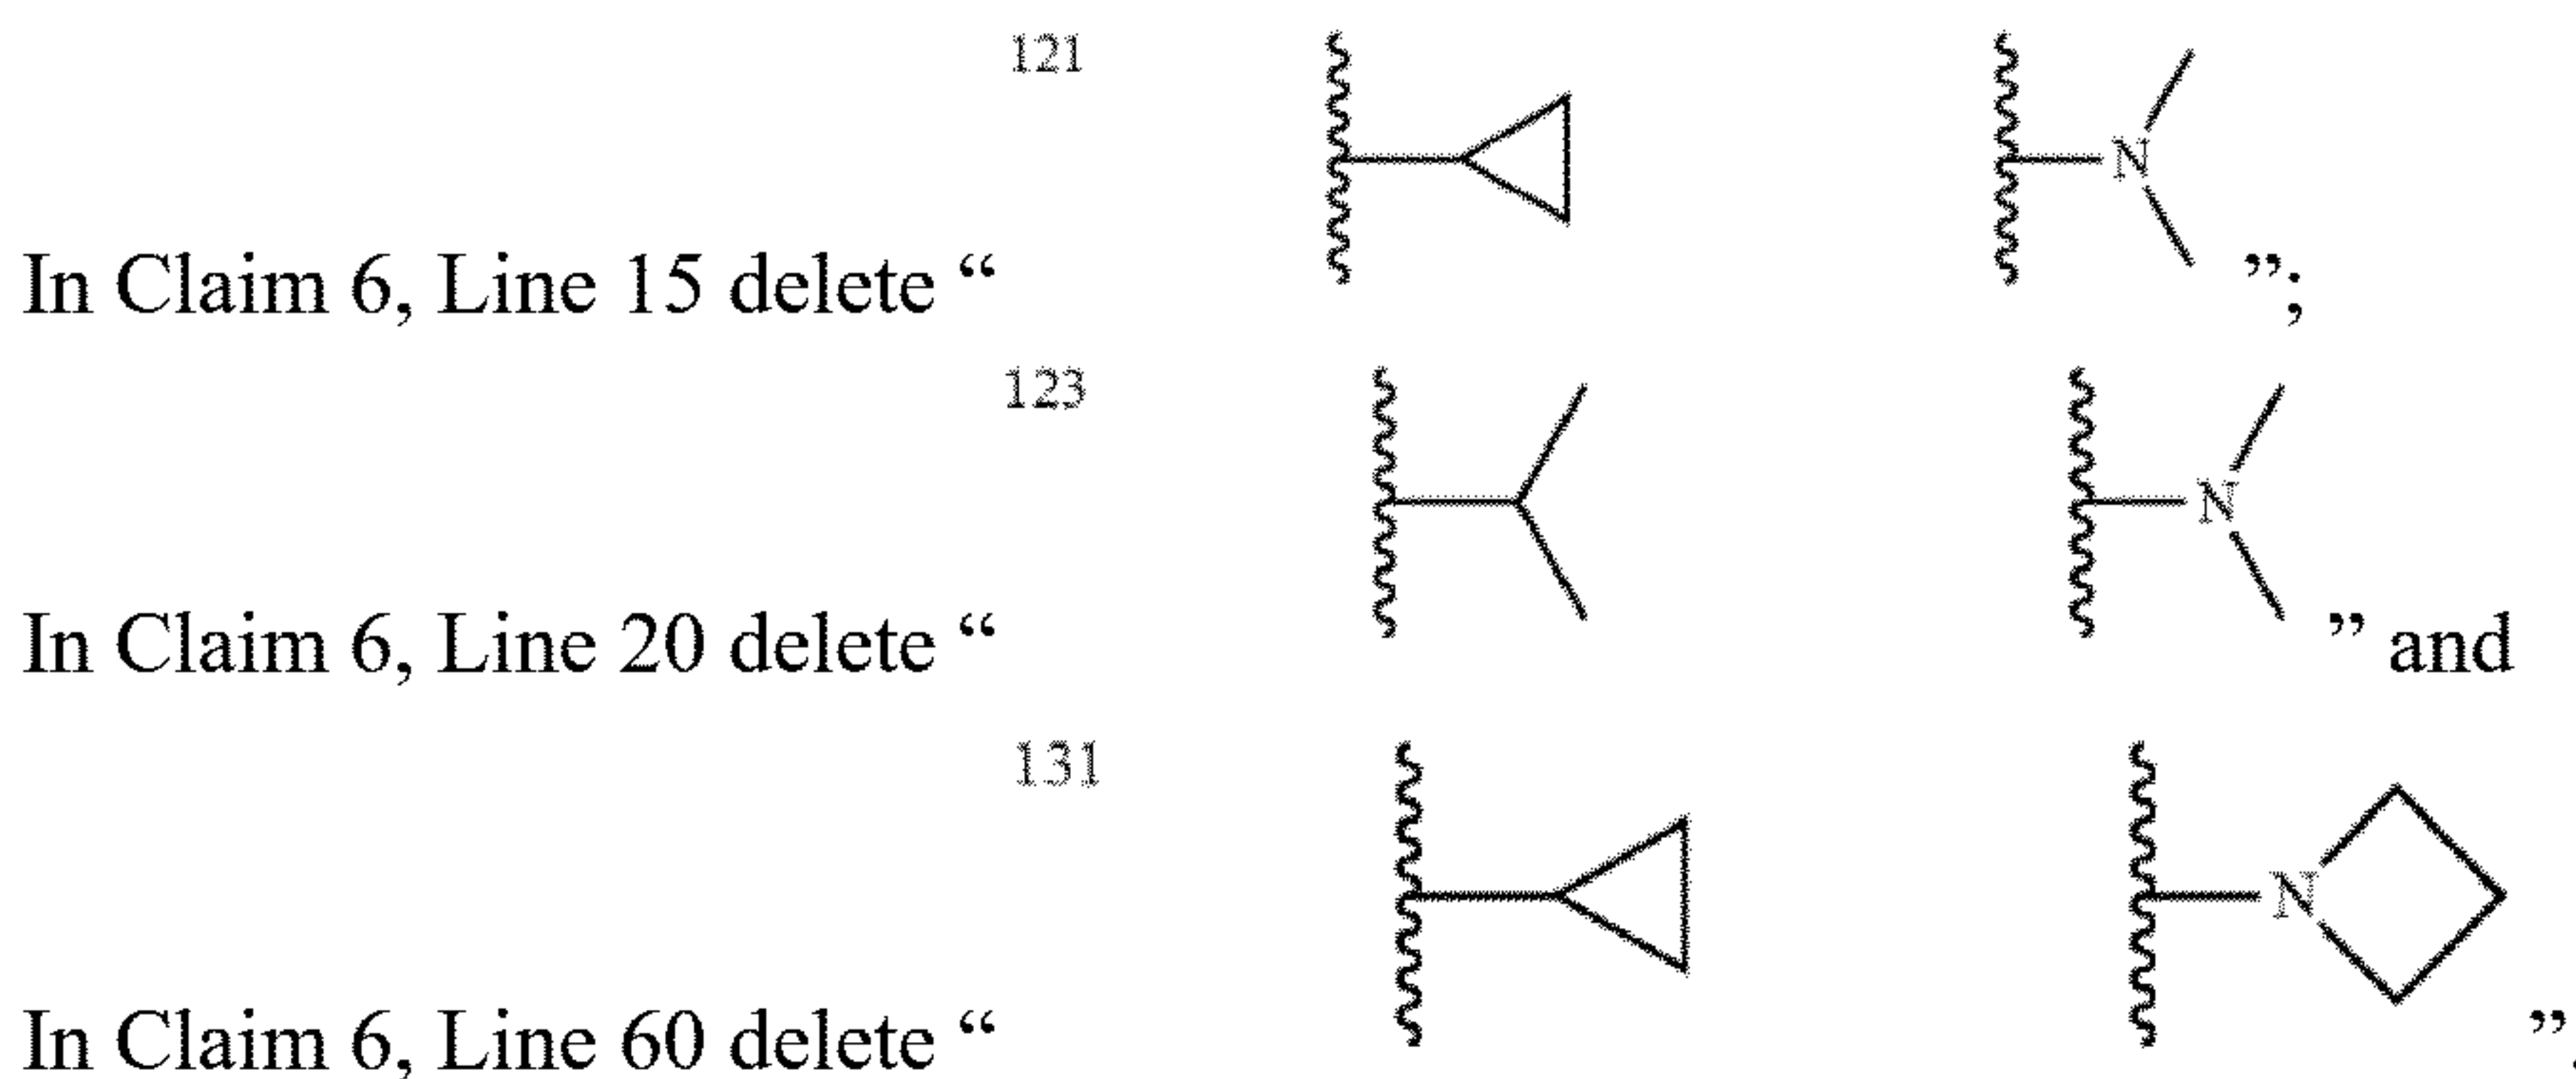 121
N
In Claim 6, Line 15 delete “ ”;
123
N
In Claim 6, Line 20 delete “ ” and
131
N
In Claim 6, Line 60 delete “ ”.